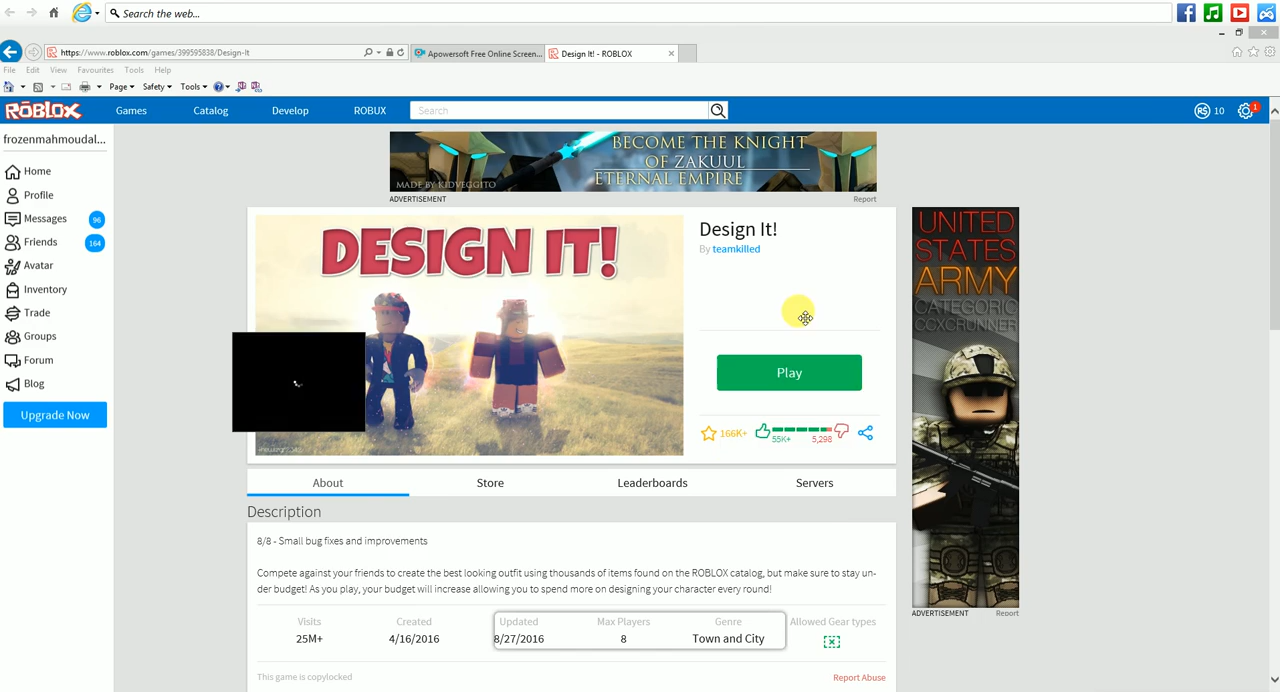 Search the web...
https://www.roblox.com/games/399595838/Design-It
Apowersoft Free Online Screen...
Design It! - ROBLOX
File Edit View Favourites Tools Help
Page Safety Tools
ROBLOX Games Catalog Develop ROBUX Search R$ 10 1
frozenmahmoudal...
Home
Profile
Messages 96
Friends 164
Avatar
Inventory
Trade
Groups
Forum
Blog
Upgrade Now
BECOME THE KNIGHT
OF ZAKUUL
ETERNAL EMPIRE
MADE BY KIDVEGGITO
ADVERTISEMENT Report
DESIGN IT!
Design It!
By teamkilled
Play
166K+ 55K+ 5,298
UNITED
STATES
ARMY
CATEGORIC
CCXCRUNNER
ADVERTISEMENT Report
About Store Leaderboards Servers
Description
8/8 - Small bug fixes and improvements
Compete against your friends to create the best looking outfit using thousands of items found on the ROBLOX catalog, but make sure to stay un-
der budget! As you play, your budget will increase allowing you to spend more on designing your character every round!
Visits Created Updated Max Players Genre Allowed Gear types
25M+ 4/16/2016 8/27/2016 8 Town and City
This game is copylocked Report Abuse